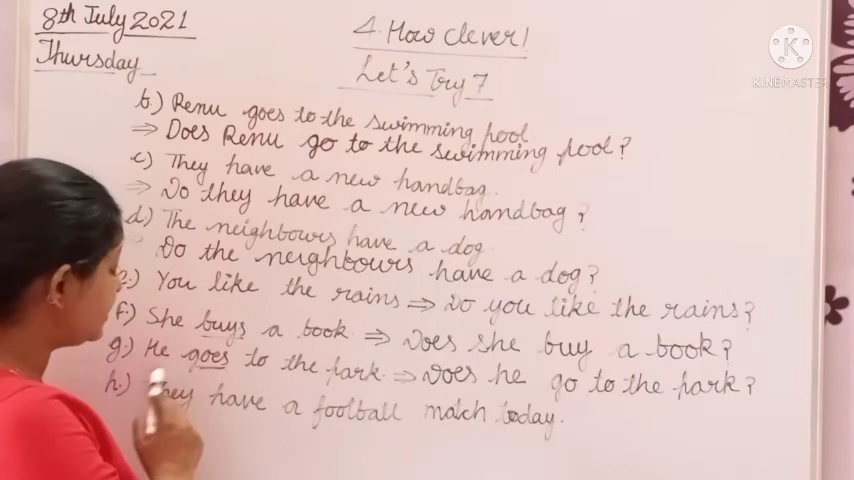 8th July 2021
Thursday
4. How clever!
Let's Try 7
b.) Renu goes to the swimming pool
⇒ Does Renu go to the swimming pool?
c) They have a new handbag.
⇒ Do they have a new handbag?
d.) The neighbours have a dog
Do the neighbours have a dog?
e.) You like the rains ⇒ Do you like the rains?
f) She buys a book ⇒ Does she buy a book?
g.) He goes to the park ⇒ Does he go to the park?
h.) They have a football match today.
K
KINEMASTER